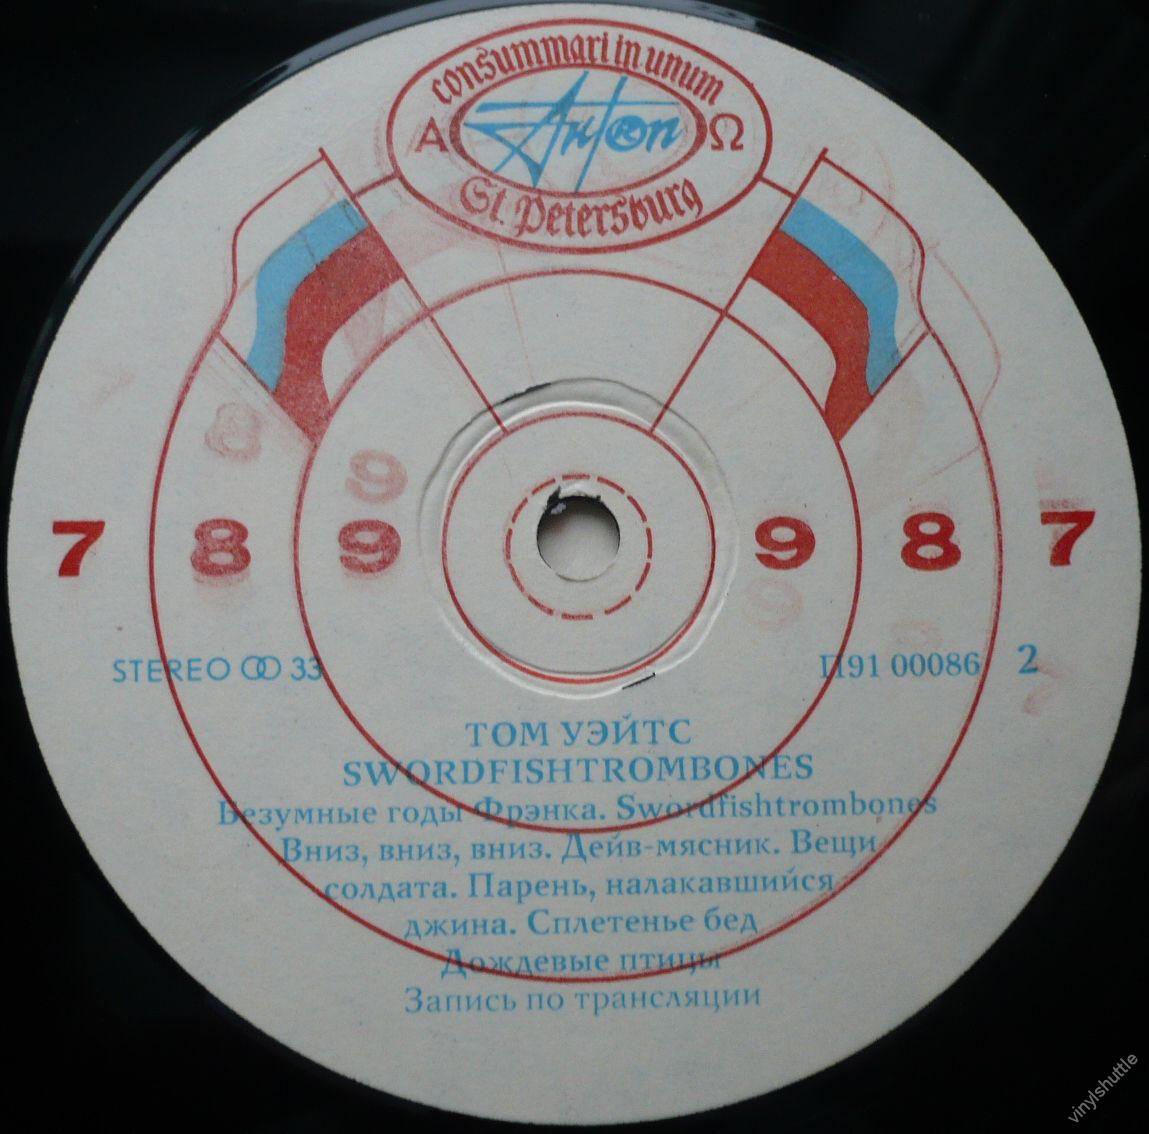 consummari in unum
Α Антоп Ω
St. Petersburg
7 8 9 9 8 7
STEREO 33 П91 00086 2
ТОМ УЭЙТС
SWORDFISHTROMBONES
Безумные годы Фрэнка. Swordfishtrombones
Вниз, вниз, вниз. Дейв-мясник. Вещи
солдата. Парень, налакавшийся
джина. Сплетенье бед
Дождевые птицы
Запись по трансляции
vinylshuttle